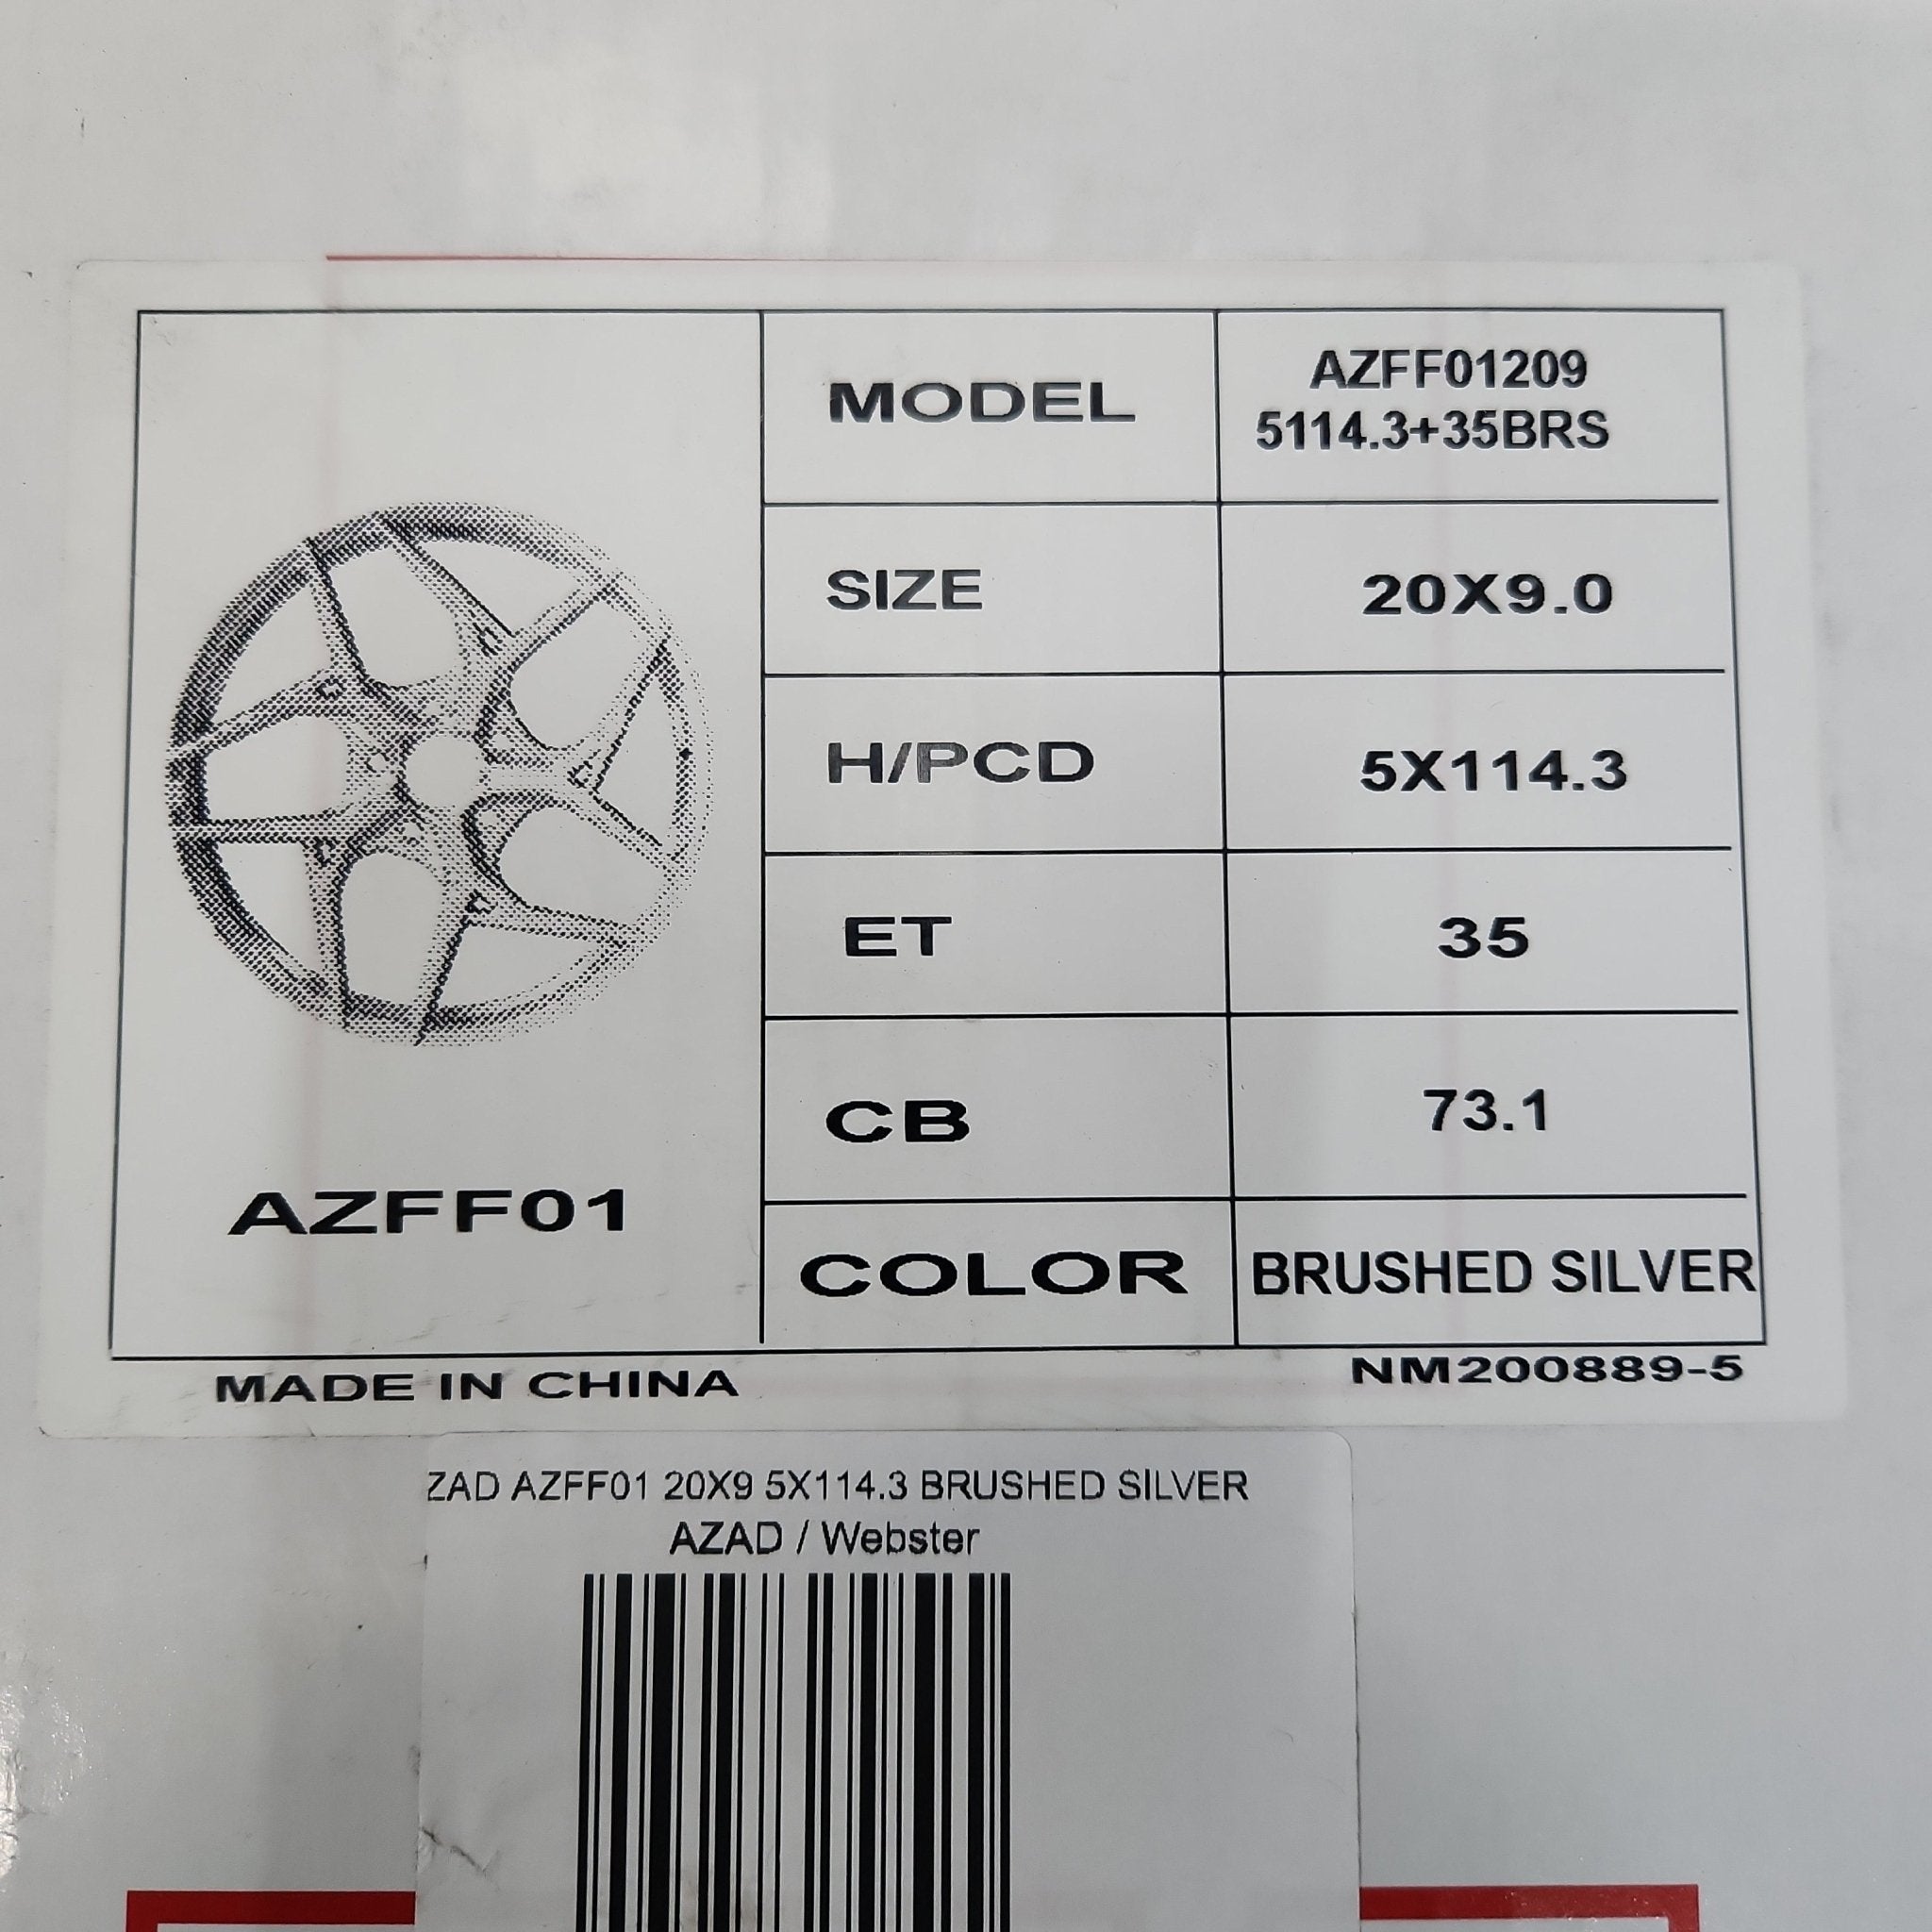 MODEL
AZFF01209
5114.3+35BRS
SIZE
20X9.0
H/PCD
5X114.3
ET
35
CB
73.1
COLOR
BRUSHED SILVER
AZFF01
MADE IN CHINA
NM200889-5
ZAD AZFF01 20X9 5X114.3 BRUSHED SILVER
AZAD / Webster